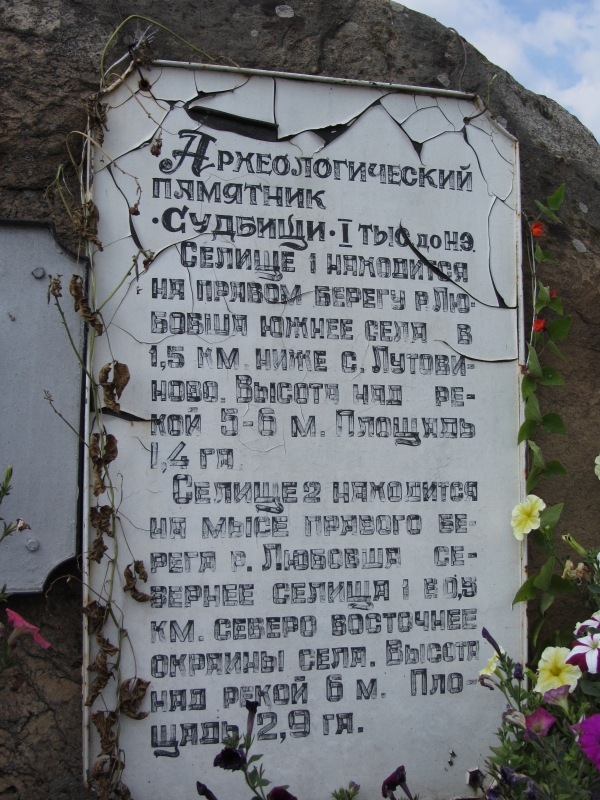 Археологический
памятник
·Судбищи· I тыс до нэ.
Селище 1 находится
на правом берегу р. Лю-
бовша южнее села в
1,5 км. ниже с. Лутови-
ново. Высота над ре-
кой 5-6 м. Площадь
1,4 га.
Селище 2 находится
на мысе правого бе-
рега р. Любовша се-
вернее селища 1 в 0,5
км. северо восточнее
окраины села. Высота
над рекой 6 м. Пло-
щадь 2,9 га.